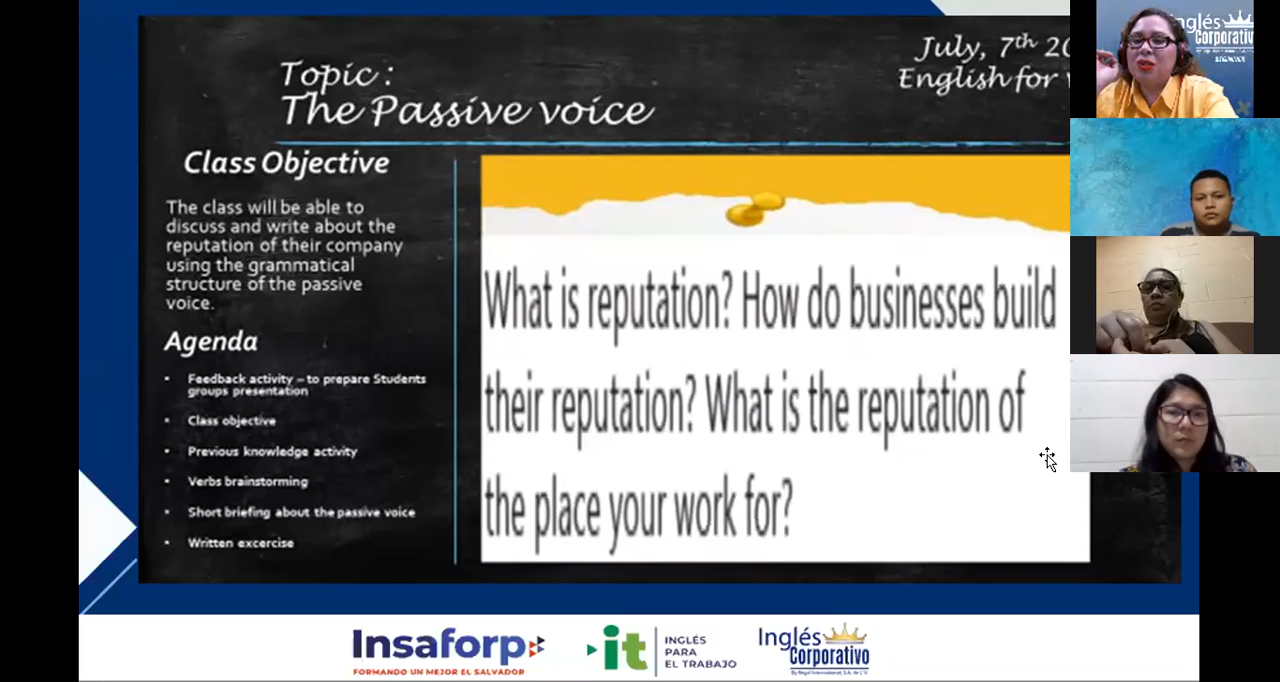 Topic :
The Passive voice
July, 7th
English for
Class Objective
The class will be able to
discuss and write about the
reputation of their company
using the grammatical
structure of the passive
voice.
Agenda
Feedback activity – to prepare Students
groups presentation
Class objective
Previous knowledge activity
Verbs brainstorming
Short briefing about the passive voice
Written excercise
What is reputation? How do businesses build
their reputation? What is the reputation of
the place your work for?
Inglés
Corporativo
Insaforp
FORMANDO UN MEJOR EL SALVADOR
it
INGLÉS
PARA
EL TRABAJO
Inglés
Corporativo